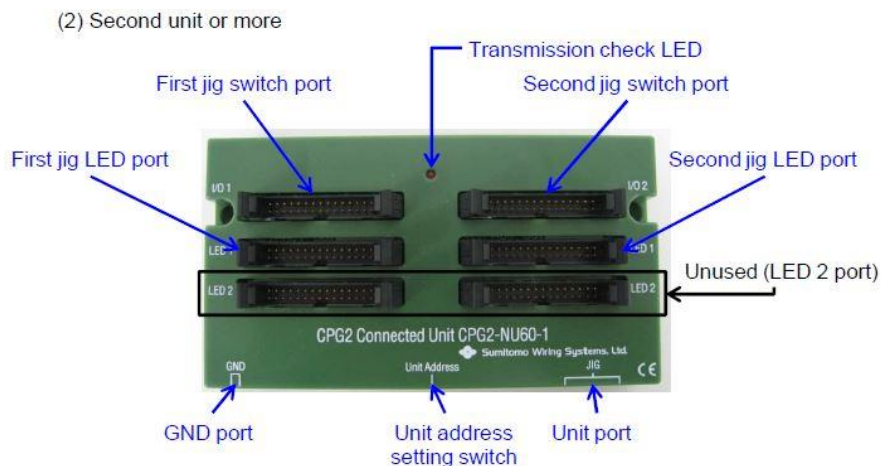 (2) Second unit or more
Transmission check LED
First jig switch port
Second jig switch port
First jig LED port
Second jig LED port
I/O 1
I/O 2
LED 1
LED 1
Unused (LED 2 port)
LED 2
LED 2
CPG2 Connected Unit CPG2-NU60-1
Sumitomo Wiring Systems, Ltd.
GND
Unit Address
JIG
CE
GND port
Unit address
setting switch
Unit port